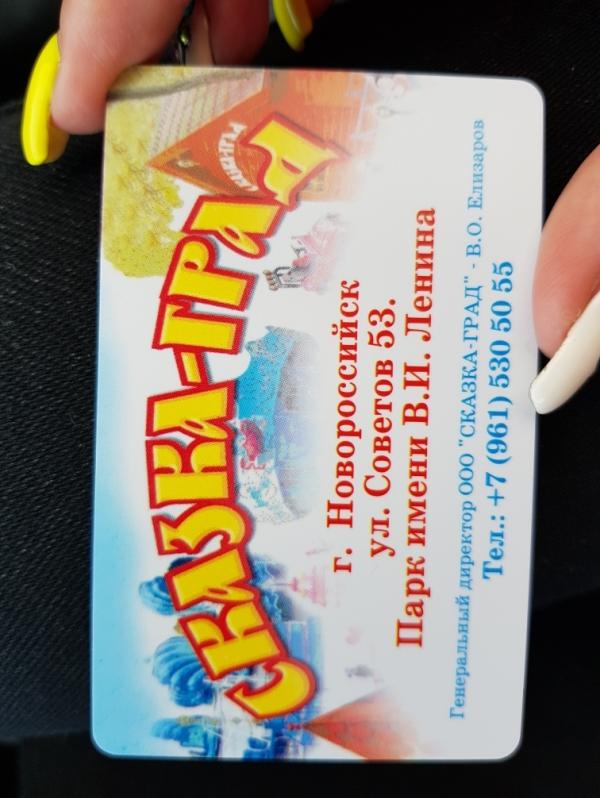 СКАЗКА-ГРАД
г. Новороссийск
ул. Советов 53.
Парк имени В.И. Ленина
Генеральный директор ООО "СКАЗКА-ГРАД" - В.О. Елизаров
Тел.: +7 (961) 530 50 55